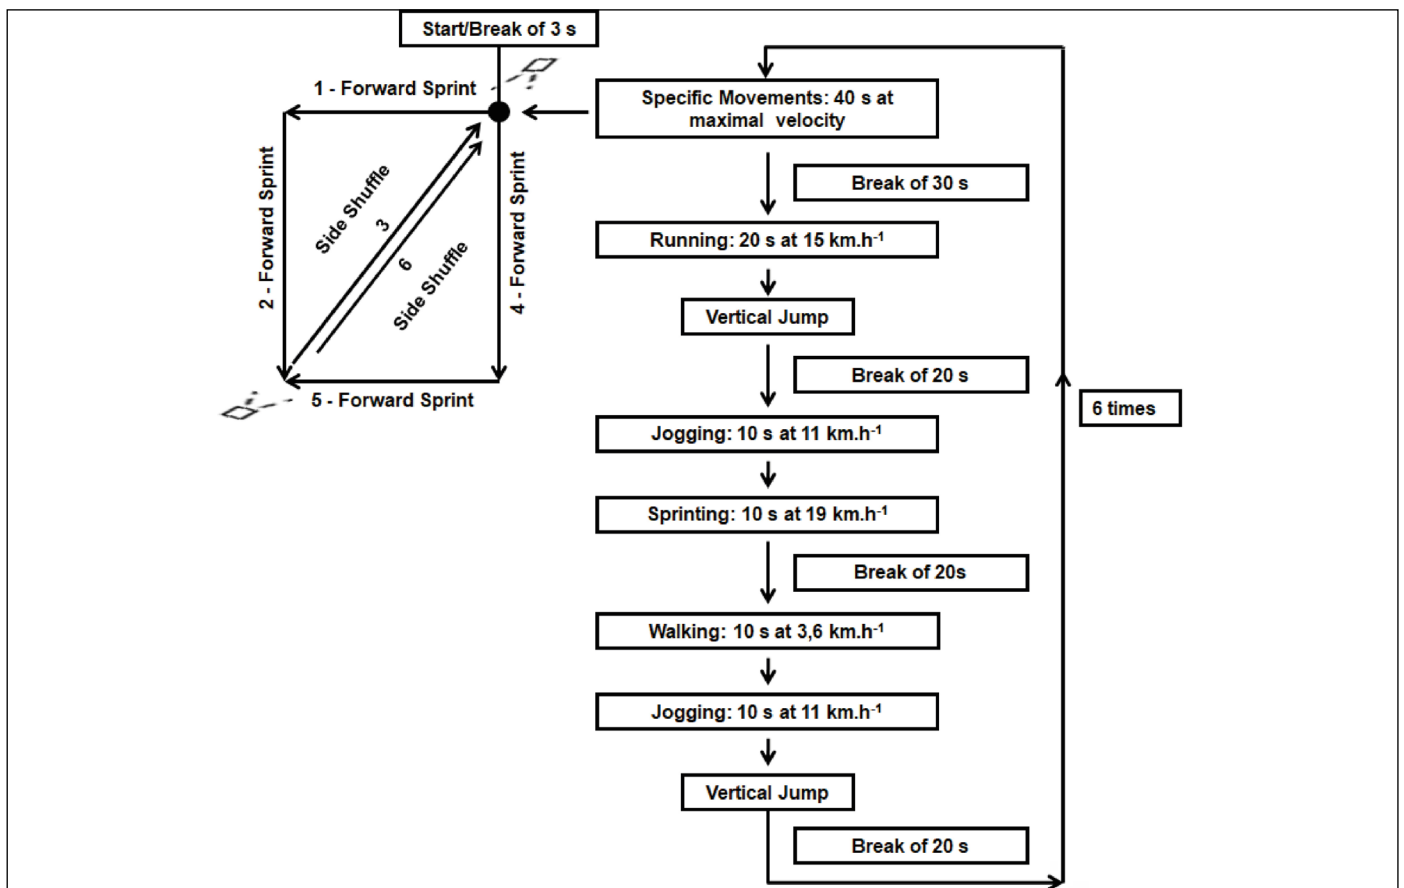 Start/Break of 3 s
1 - Forward Sprint
2 - Forward Sprint
Side Shuffle
3
6
Side Shuffle
4 - Forward Sprint
5 - Forward Sprint
Specific Movements: 40 s at
maximal velocity
Break of 30 s
Running: 20 s at 15 km.h⁻¹
Vertical Jump
Break of 20 s
Jogging: 10 s at 11 km.h⁻¹
Sprinting: 10 s at 19 km.h⁻¹
Break of 20s
Walking: 10 s at 3,6 km.h⁻¹
Jogging: 10 s at 11 km.h⁻¹
Vertical Jump
Break of 20 s
6 times